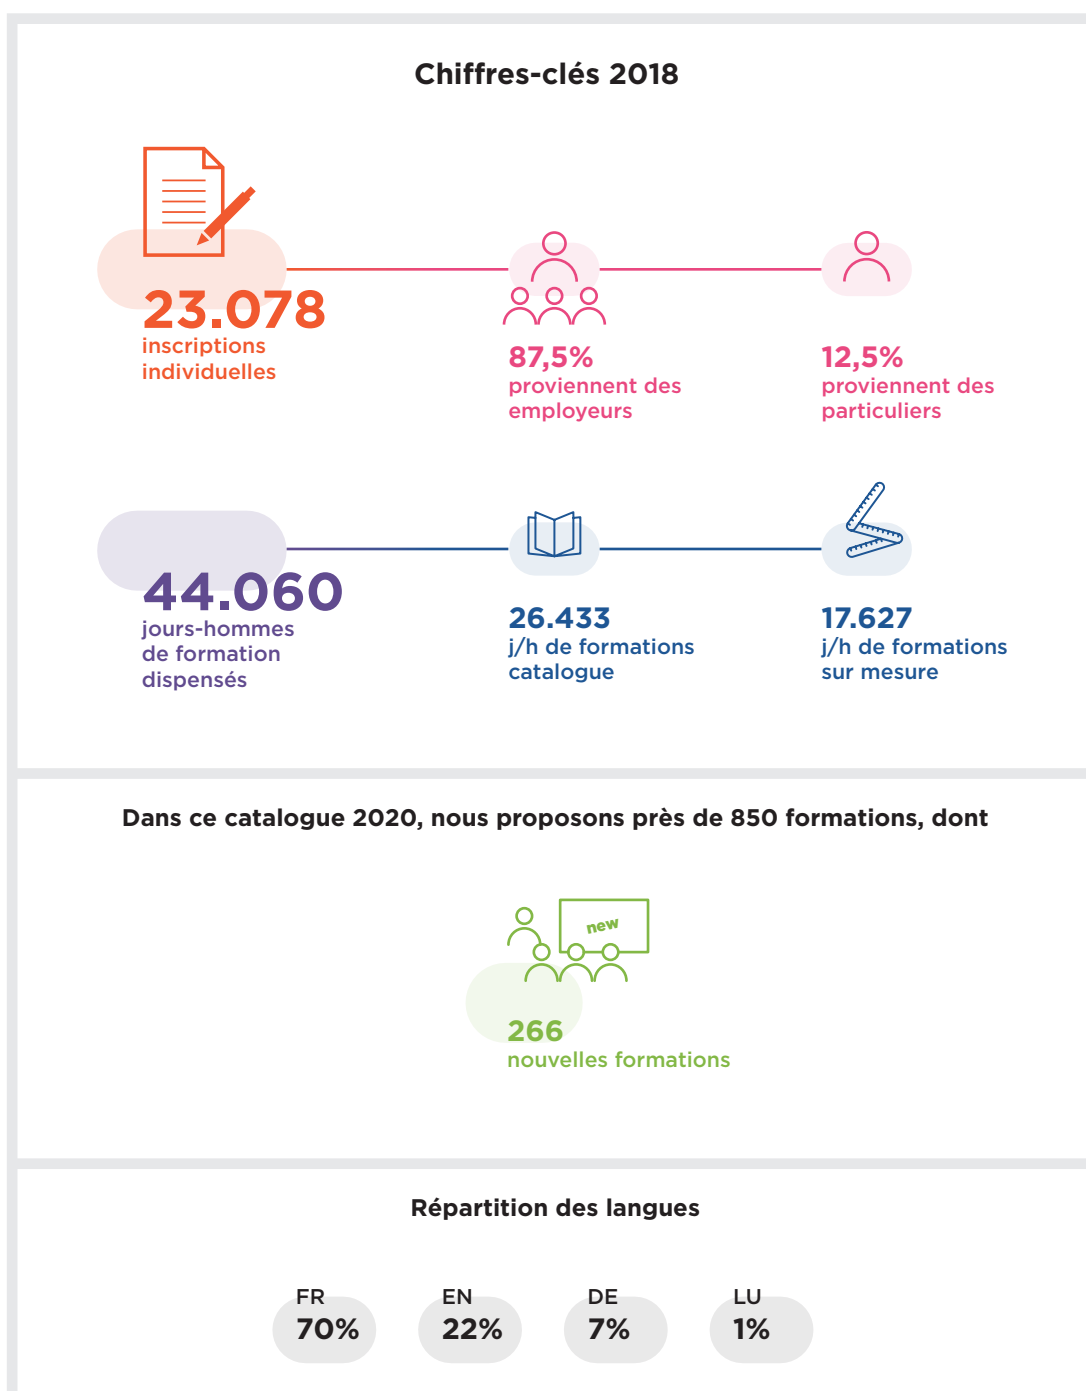 Chiffres-clés 2018
23.078
inscriptions
individuelles
87,5%
proviennent des
employeurs
12,5%
proviennent des
particuliers
44.060
jours-hommes
de formation
dispensés
26.433
j/h de formations
catalogue
17.627
j/h de formations
sur mesure
Dans ce catalogue 2020, nous proposons près de 850 formations, dont
new
266
nouvelles formations
Répartition des langues
FR
70%
EN
22%
DE
7%
LU
1%